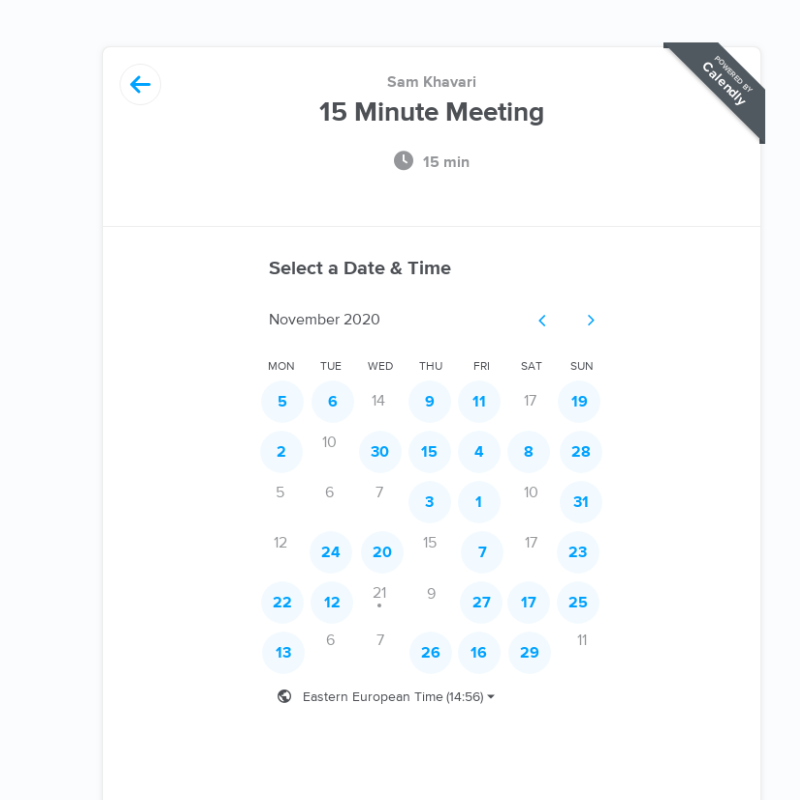 POWERED BY
Calendly
Sam Khavari
15 Minute Meeting
15 min
Select a Date & Time
November 2020
MON TUE WED THU FRI SAT SUN
5 6 14 9 11 17 19
2 10 30 15 4 8 28
5 6 7 3 1 10 31
12 24 20 15 7 17 23
22 12 21 9 27 17 25
13 6 7 26 16 29 11
Eastern European Time (14:56)